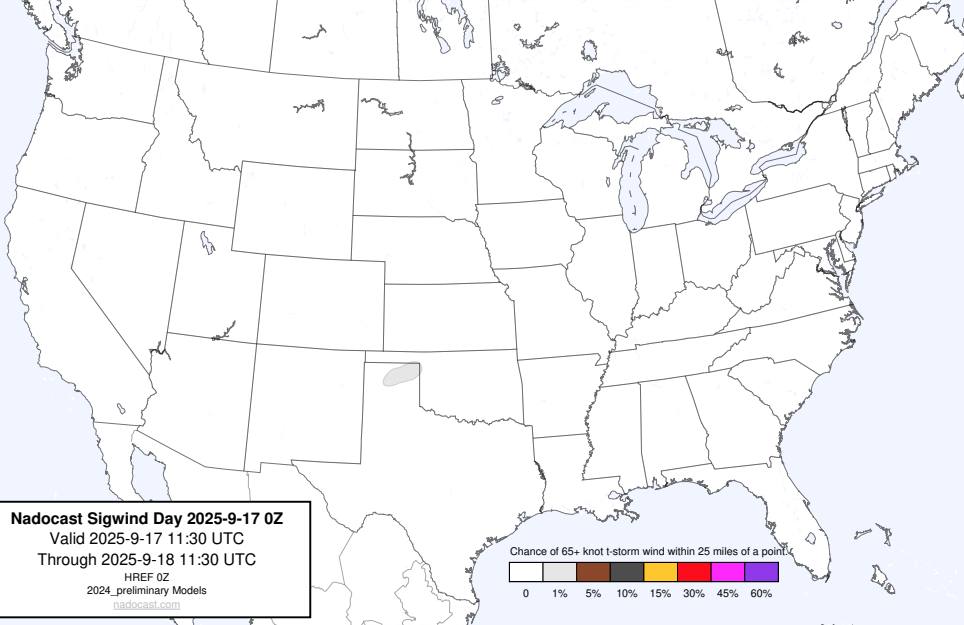 Nadocast Sigwind Day 2025-9-17 0Z
Valid 2025-9-17 11:30 UTC
Through 2025-9-18 11:30 UTC
HREF 0Z
2024_preliminary Models
nadocast.com
Chance of 65+ knot t-storm wind within 25 miles of a point.
0 1% 5% 10% 15% 30% 45% 60%